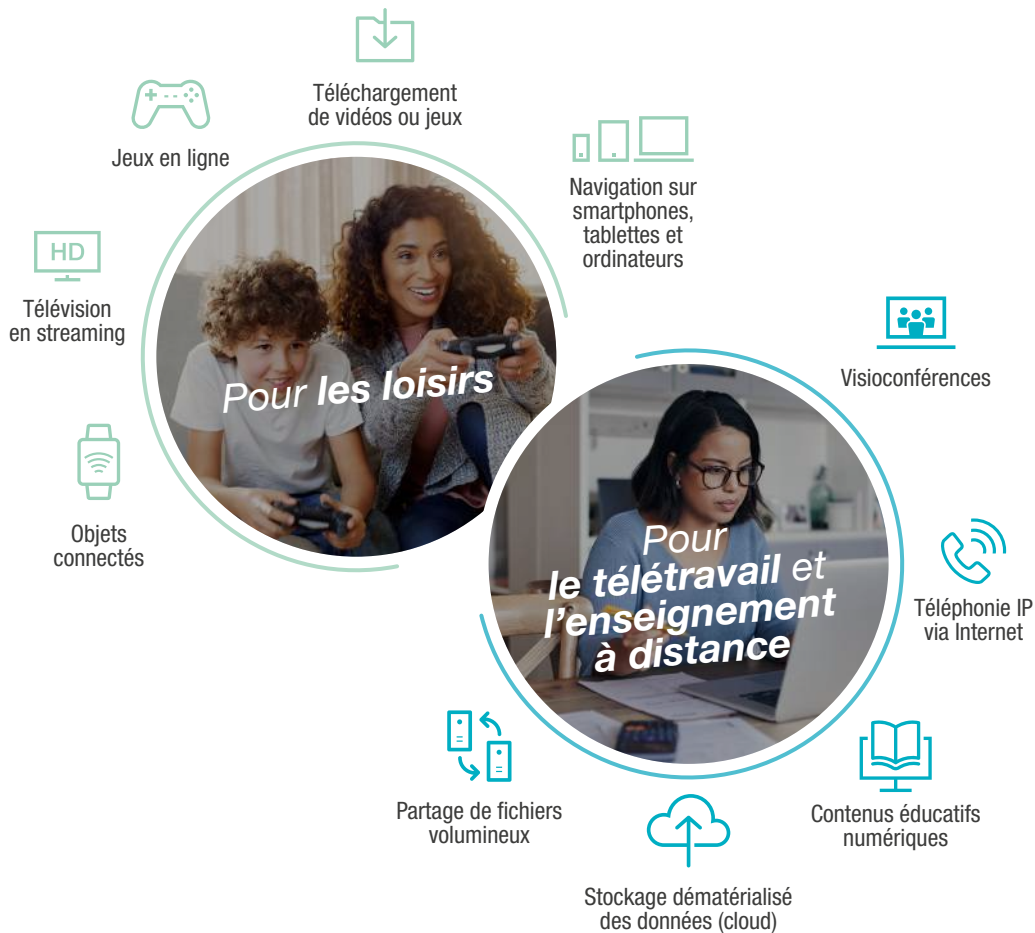 Téléchargement
de vidéos ou jeux
Jeux en ligne
Navigation sur
smartphones,
tablettes et
ordinateurs
HD
Télévision
en streaming
Pour les loisirs
Objets
connectés
Visioconférences
Pour
le télétravail et
l'enseignement
à distance
Téléphonie IP
via Internet
Partage de fichiers
volumineux
Contenus éducatifs
numériques
Stockage dématérialisé
des données (cloud)